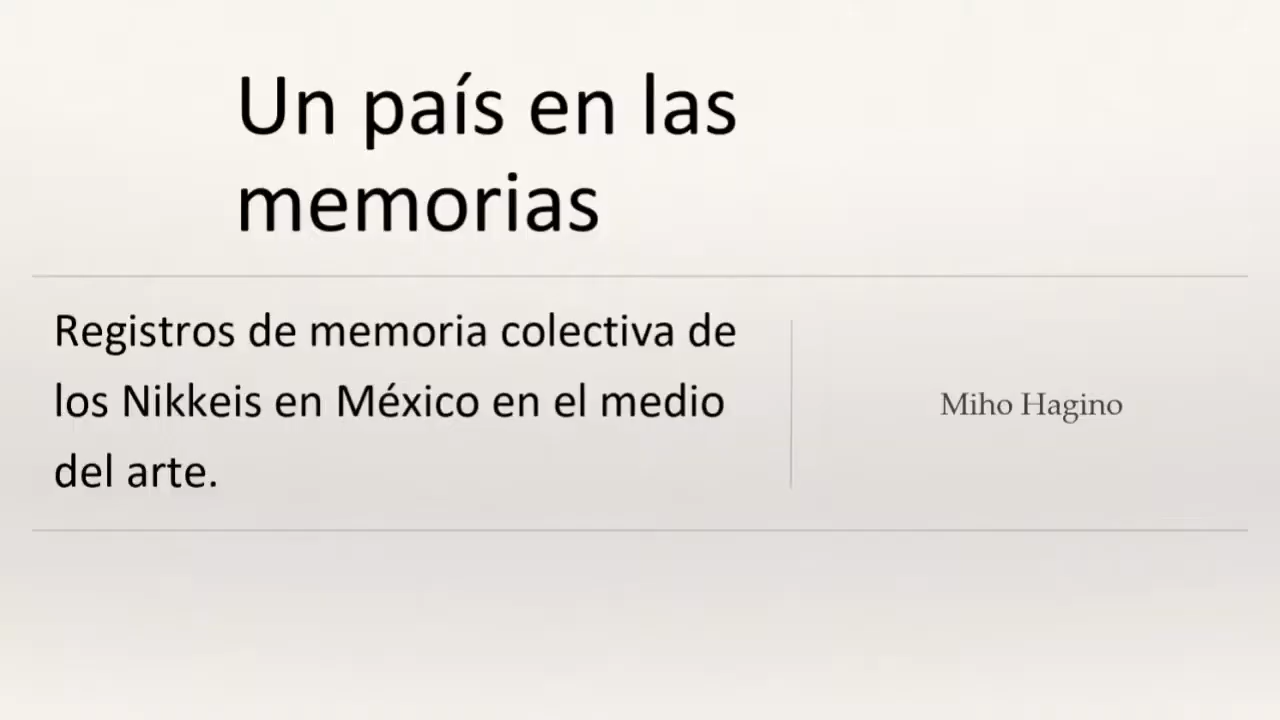 Un país en las
memorias
Registros de memoria colectiva de
los Nikkeis en México en el medio
del arte.
Miho Hagino